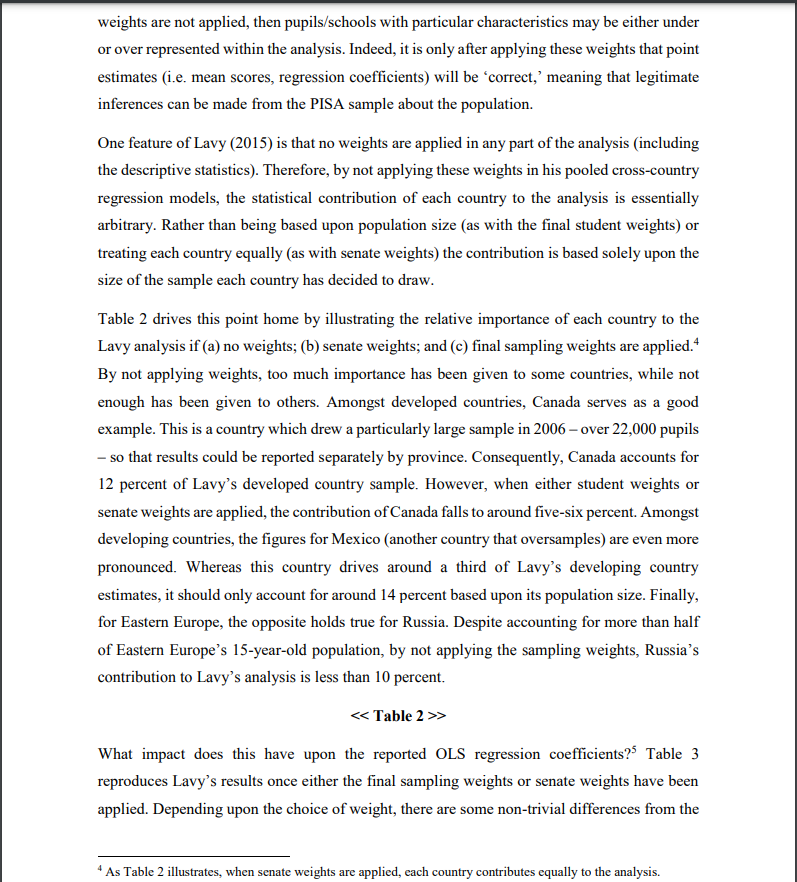 weights are not applied, then pupils/schools with particular characteristics may be either under
or over represented within the analysis. Indeed, it is only after applying these weights that point
estimates (i.e. mean scores, regression coefficients) will be ‘correct,’ meaning that legitimate
inferences can be made from the PISA sample about the population.
One feature of Lavy (2015) is that no weights are applied in any part of the analysis (including
the descriptive statistics). Therefore, by not applying these weights in his pooled cross-country
regression models, the statistical contribution of each country to the analysis is essentially
arbitrary. Rather than being based upon population size (as with the final student weights) or
treating each country equally (as with senate weights) the contribution is based solely upon the
size of the sample each country has decided to draw.
Table 2 drives this point home by illustrating the relative importance of each country to the
Lavy analysis if (a) no weights; (b) senate weights; and (c) final sampling weights are applied.⁴
By not applying weights, too much importance has been given to some countries, while not
enough has been given to others. Amongst developed countries, Canada serves as a good
example. This is a country which drew a particularly large sample in 2006 – over 22,000 pupils
– so that results could be reported separately by province. Consequently, Canada accounts for
12 percent of Lavy’s developed country sample. However, when either student weights or
senate weights are applied, the contribution of Canada falls to around five-six percent. Amongst
developing countries, the figures for Mexico (another country that oversamples) are even more
pronounced. Whereas this country drives around a third of Lavy’s developing country
estimates, it should only account for around 14 percent based upon its population size. Finally,
for Eastern Europe, the opposite holds true for Russia. Despite accounting for more than half
of Eastern Europe’s 15-year-old population, by not applying the sampling weights, Russia’s
contribution to Lavy’s analysis is less than 10 percent.
<< Table 2 >>
What impact does this have upon the reported OLS regression coefficients?⁵ Table 3
reproduces Lavy’s results once either the final sampling weights or senate weights have been
applied. Depending upon the choice of weight, there are some non-trivial differences from the
⁴ As Table 2 illustrates, when senate weights are applied, each country contributes equally to the analysis.